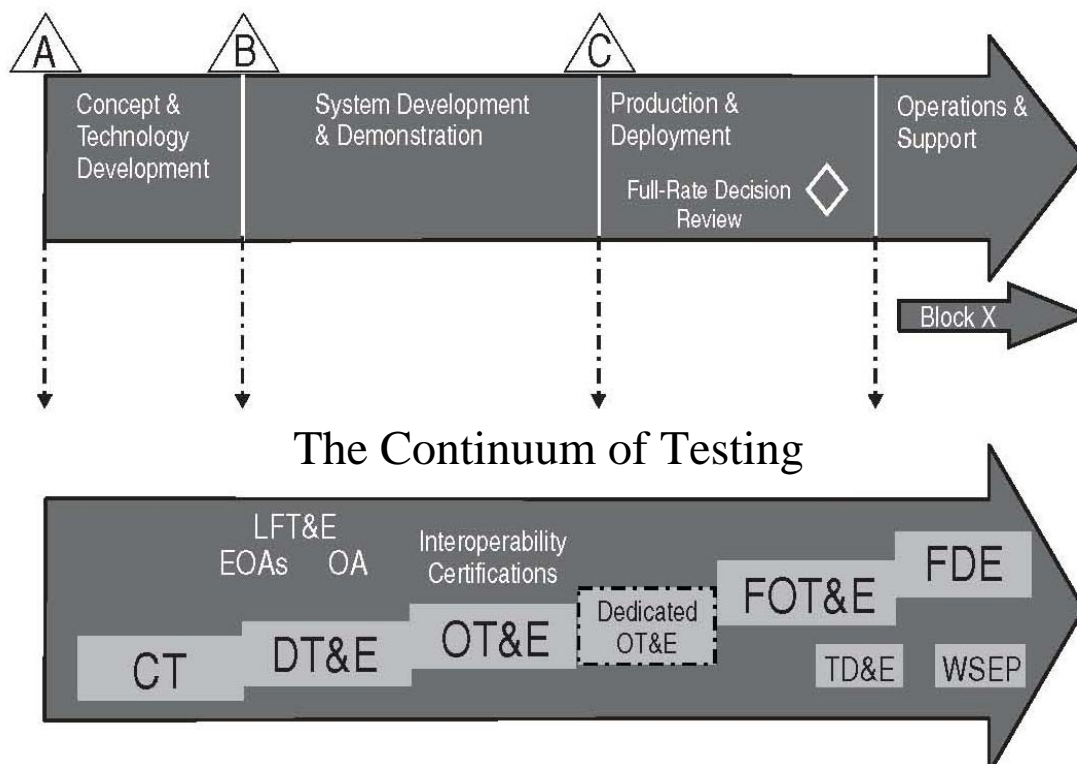 A
B
C
Concept &
Technology
Development
System Development
& Demonstration
Production &
Deployment
Full-Rate Decision
Review
Operations &
Support
Block X
The Continuum of Testing
LFT&E
EOAs OA
Interoperability
Certifications
CT
DT&E
OT&E
Dedicated
OT&E
FOT&E
FDE
TD&E
WSEP